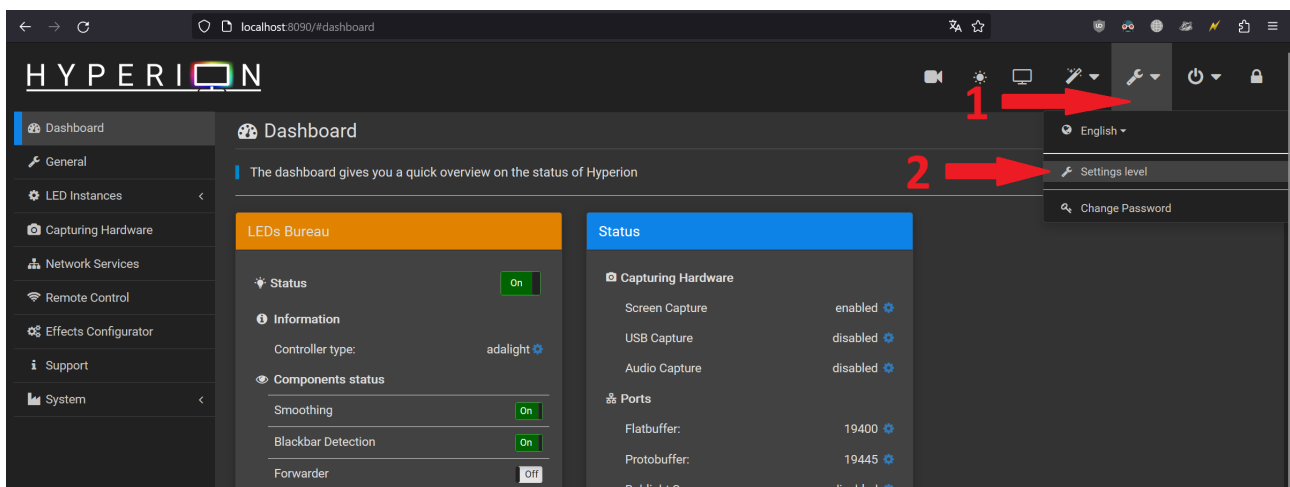 localhost:8090/#dashboard
HYPERION
1
Dashboard
General
LED Instances
Capturing Hardware
Network Services
Remote Control
Effects Configurator
Support
System
Dashboard
The dashboard gives you a quick overview on the status of Hyperion
2
English
Settings level
Change Password
LEDs Bureau
Status
On
Information
Controller type: adalight
Components status
Smoothing On
Blackbar Detection On
Forwarder Off
Status
Capturing Hardware
Screen Capture enabled
USB Capture disabled
Audio Capture disabled
Ports
Flatbuffer: 19400
Protobuffer: 19445